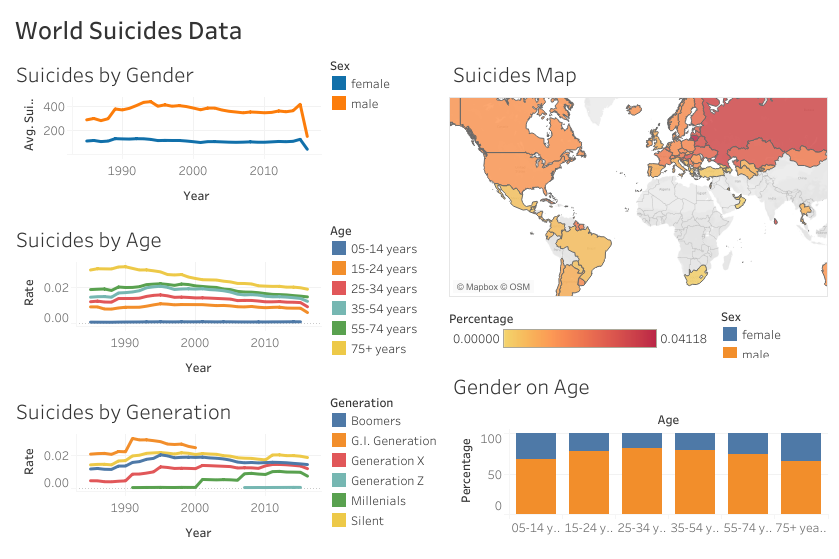 World Suicides Data
Suicides by Gender
400
200
Avg. Sui..
1990
2000
2010
Year
Sex
female
male
Suicides by Age
0.02
0.00
Rate
1990
2000
2010
Year
Age
05-14 years
15-24 years
25-34 years
35-54 years
55-74 years
75+ years
Suicides by Generation
0.02
0.00
Rate
1990
2000
2010
Year
Generation
Boomers
G.I. Generation
Generation X
Generation Z
Millenials
Silent
Suicides Map
© Mapbox © OSM
Percentage
0.00000
0.04118
Sex
female
male
Gender on Age
Age
100
50
0
Percentage
05-14 y..
15-24 y..
25-34 y..
35-54 y..
55-74 y..
75+ yea..